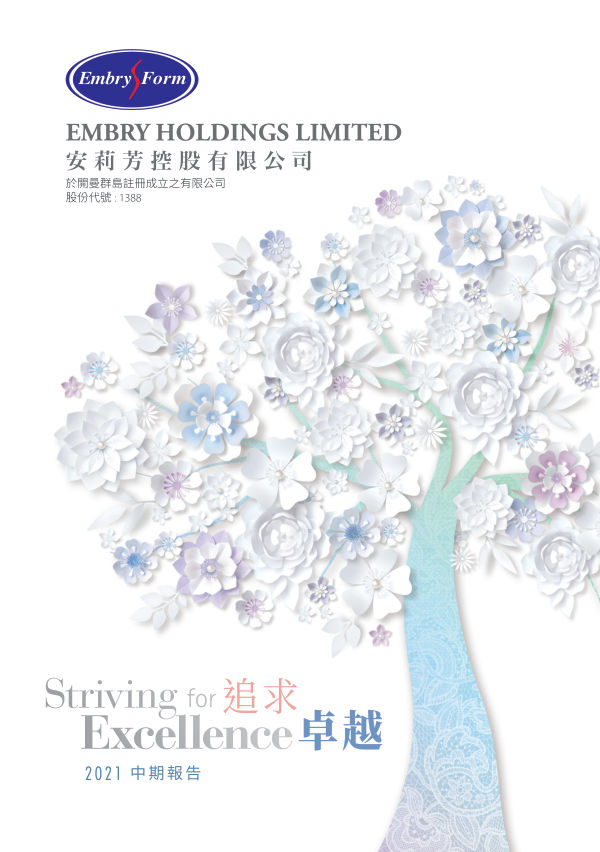 Embry Form
EMBRY HOLDINGS LIMITED
安莉芳控股有限公司
於開曼群島註冊成立之有限公司
股份代號 : 1388
Striving for 追求
Excellence 卓越
2021 中期報告